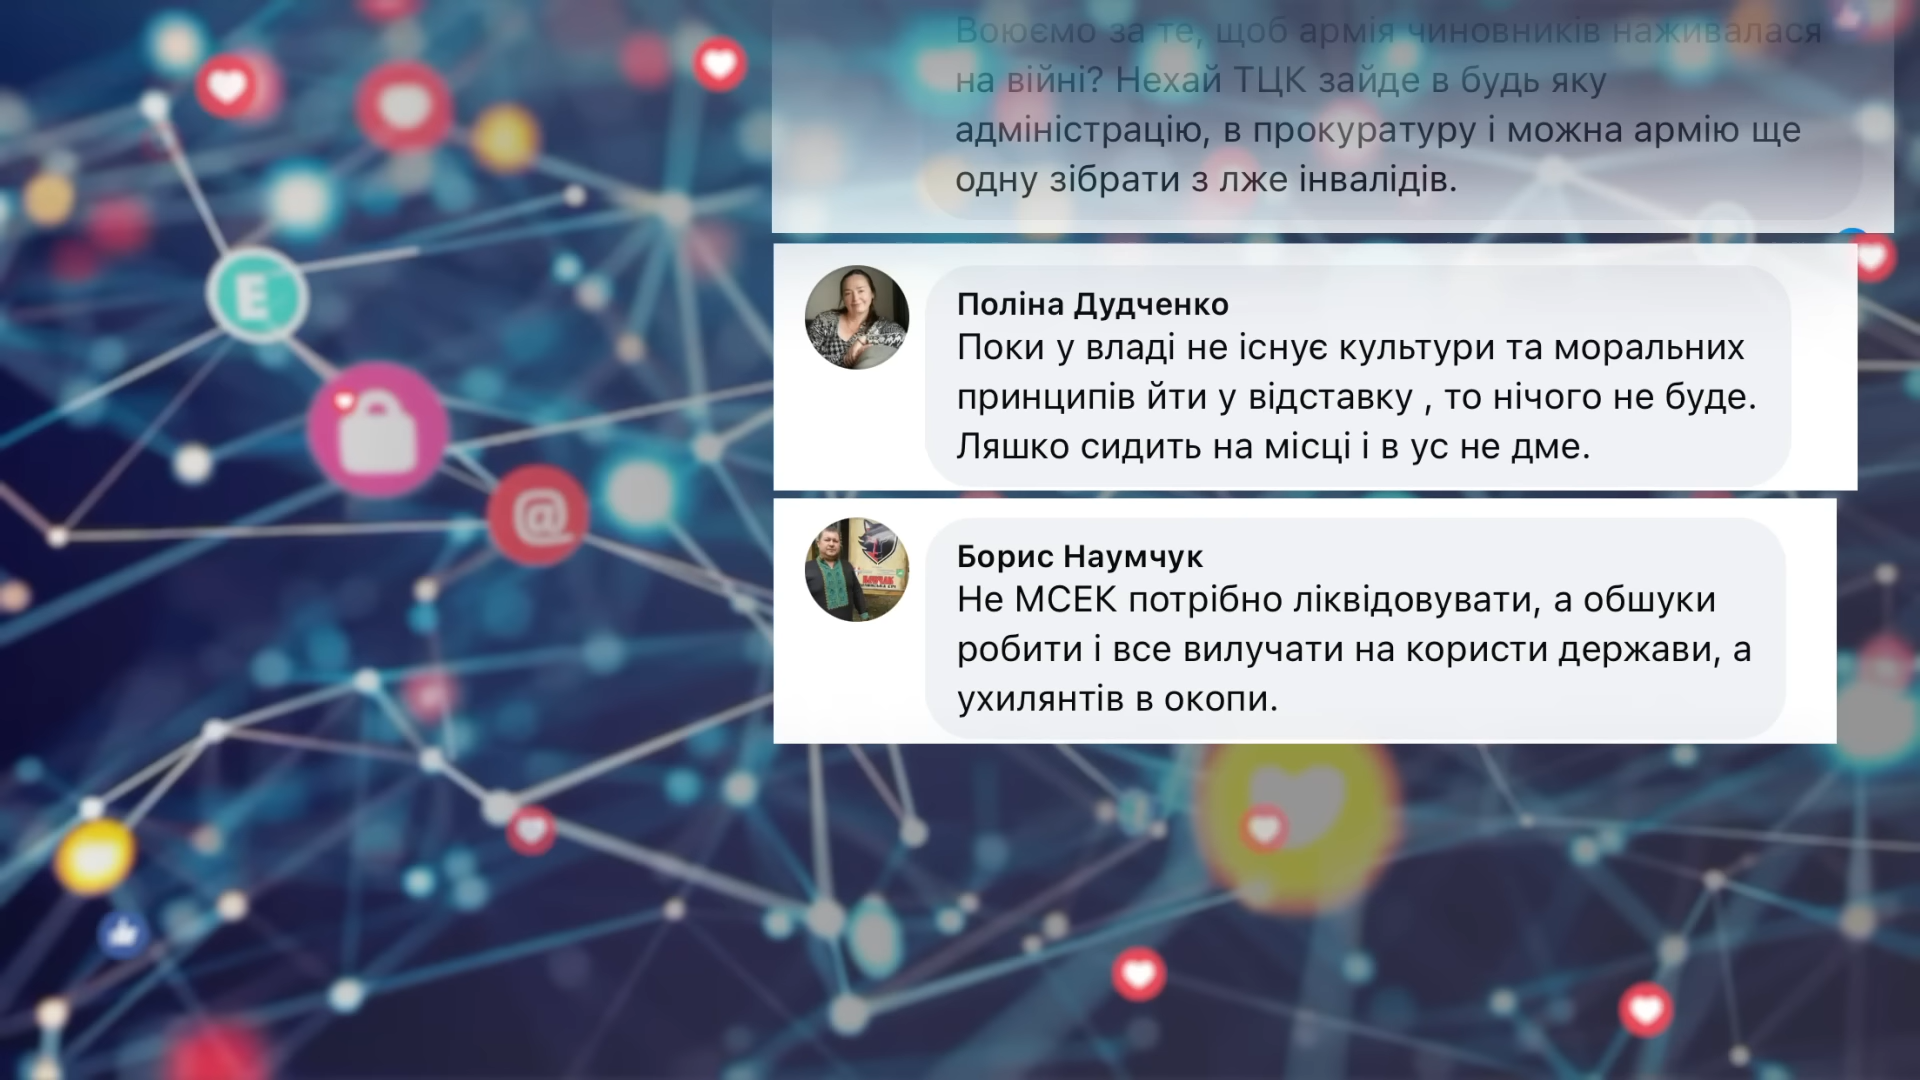 Воюємо за те, щоб армія чиновників наживалася
на війні? Нехай ТЦК зайде в будь яку
адміністрацію, в прокуратуру і можна армію ще
одну зібрати з лже інвалідів.
Поліна Дудченко
Поки у владі не існує культури та моральних
принципів йти у відставку , то нічого не буде.
Ляшко сидить на місці і в ус не дме.
Борис Наумчук
Не МСЕК потрібно ліквідовувати, а обшуки
робити і все вилучати на користи держави, а
ухилянтів в окопи.
E
@